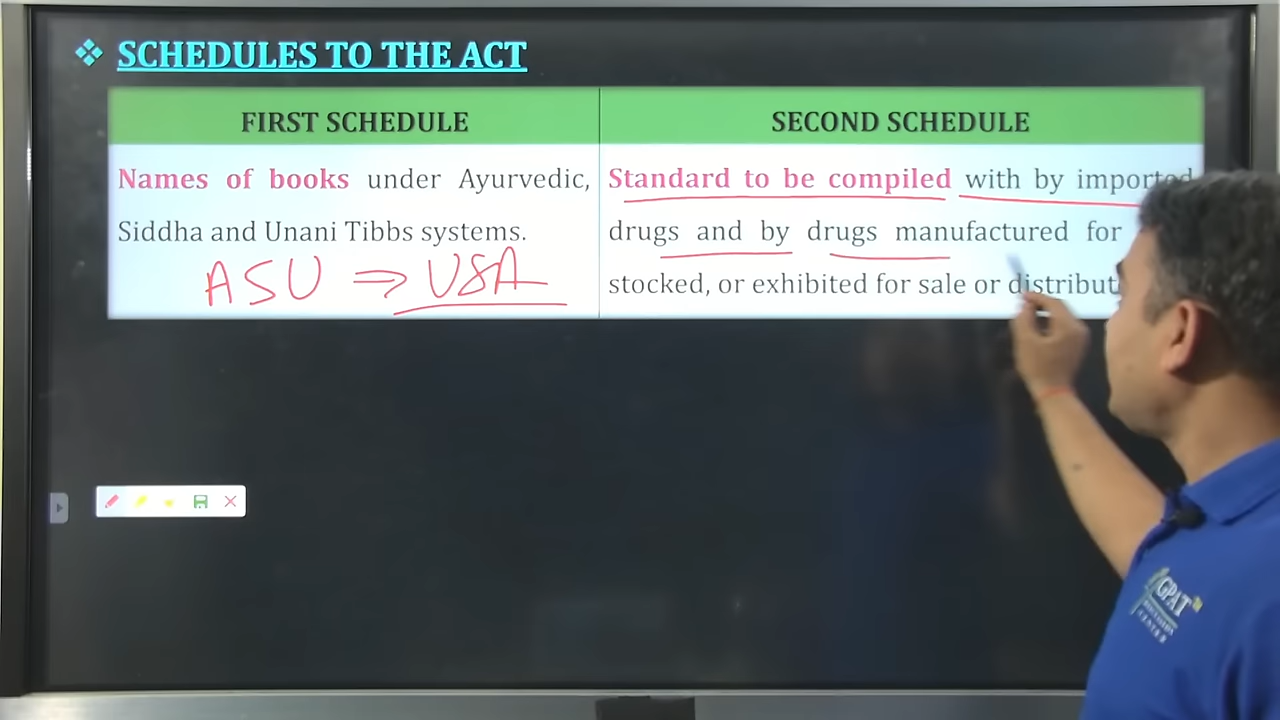 ❖ SCHEDULES TO THE ACT
FIRST SCHEDULE
SECOND SCHEDULE
Names of books under Ayurvedic,
Siddha and Unani Tibbs systems.
ASU ⇒ USA
Standard to be compiled with by imported
drugs and by drugs manufactured for
stocked, or exhibited for sale or
GPAT